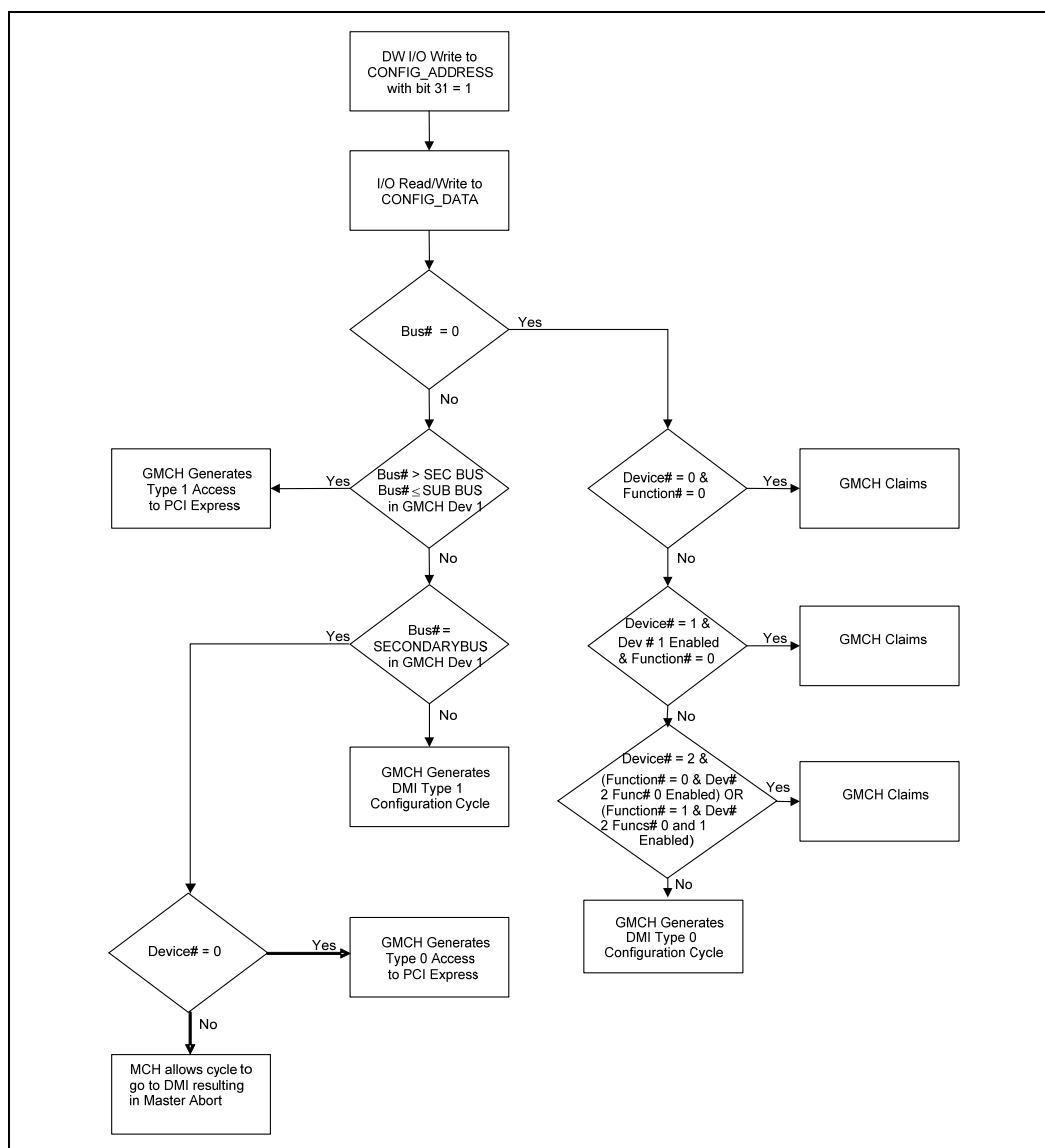 DW I/O Write to
CONFIG_ADDRESS
with bit 31 = 1
I/O Read/Write to
CONFIG_DATA
Bus# = 0
Yes
No
GMCH Generates
Type 1 Access
to PCI Express
Yes
Bus# > SEC BUS
Bus# ≤ SUB BUS
in GMCH Dev 1
No
Device# = 0 &
Function# = 0
Yes
GMCH Claims
No
Yes
Bus# =
SECONDARYBUS
in GMCH Dev 1
No
Device# = 1 &
Dev # 1 Enabled
& Function# = 0
Yes
GMCH Claims
No
GMCH Generates
DMI Type 1
Configuration Cycle
Device# = 2 &
(Function# = 0 & Dev#
2 Func# 0 Enabled) OR
(Function# = 1 & Dev#
2 Funcs# 0 and 1
Enabled)
Yes
GMCH Claims
No
GMCH Generates
DMI Type 0
Configuration Cycle
Device# = 0
Yes
GMCH Generates
Type 0 Access
to PCI Express
No
MCH allows cycle to
go to DMI resulting
in Master Abort